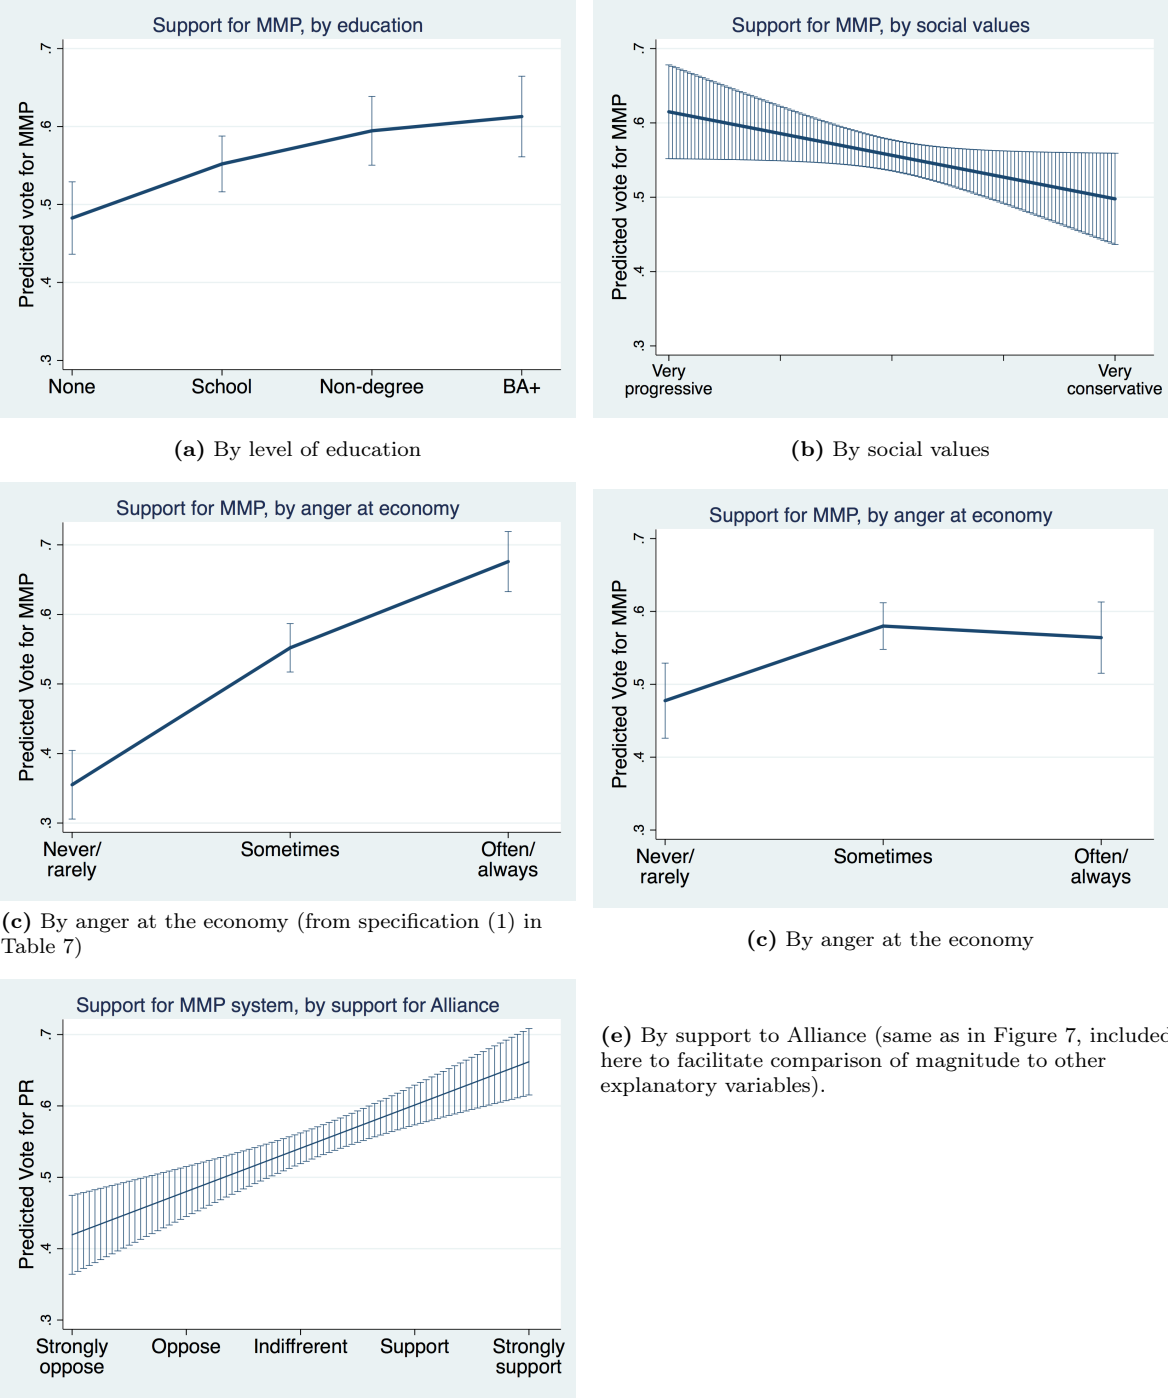 Support for MMP, by education
Predicted vote for MMP
.7
.6
.5
.4
.3
None School Non-degree BA+
(a) By level of education
Support for MMP, by social values
Predicted vote for MMP
.7
.6
.5
.4
.3
Very
progressive
Very
conservative
(b) By social values
Support for MMP, by anger at economy
Predicted Vote for MMP
.7
.6
.5
.4
.3
Never/
rarely
Sometimes
Often/
always
(c) By anger at the economy (from specification (1) in
Table 7)
Support for MMP, by anger at economy
Predicted Vote for MMP
.7
.6
.5
.4
.3
Never/
rarely
Sometimes
Often/
always
(c) By anger at the economy
Support for MMP system, by support for Alliance
Predicted Vote for PR
.7
.6
.5
.4
.3
Strongly
oppose
Oppose
Indiffrerent
Support
Strongly
support
(e) By support to Alliance (same as in Figure 7, included
here to facilitate comparison of magnitude to other
explanatory variables).